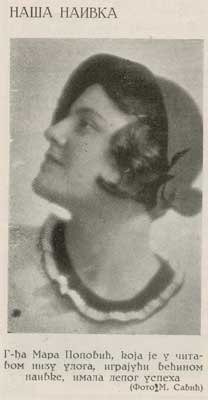 НАША НАИВКА
Г-ђа Мара Поповић, која је у чита-
вом низу улога, играјући већином
наивке, имала лепог успеха
(Фото М. Савић)